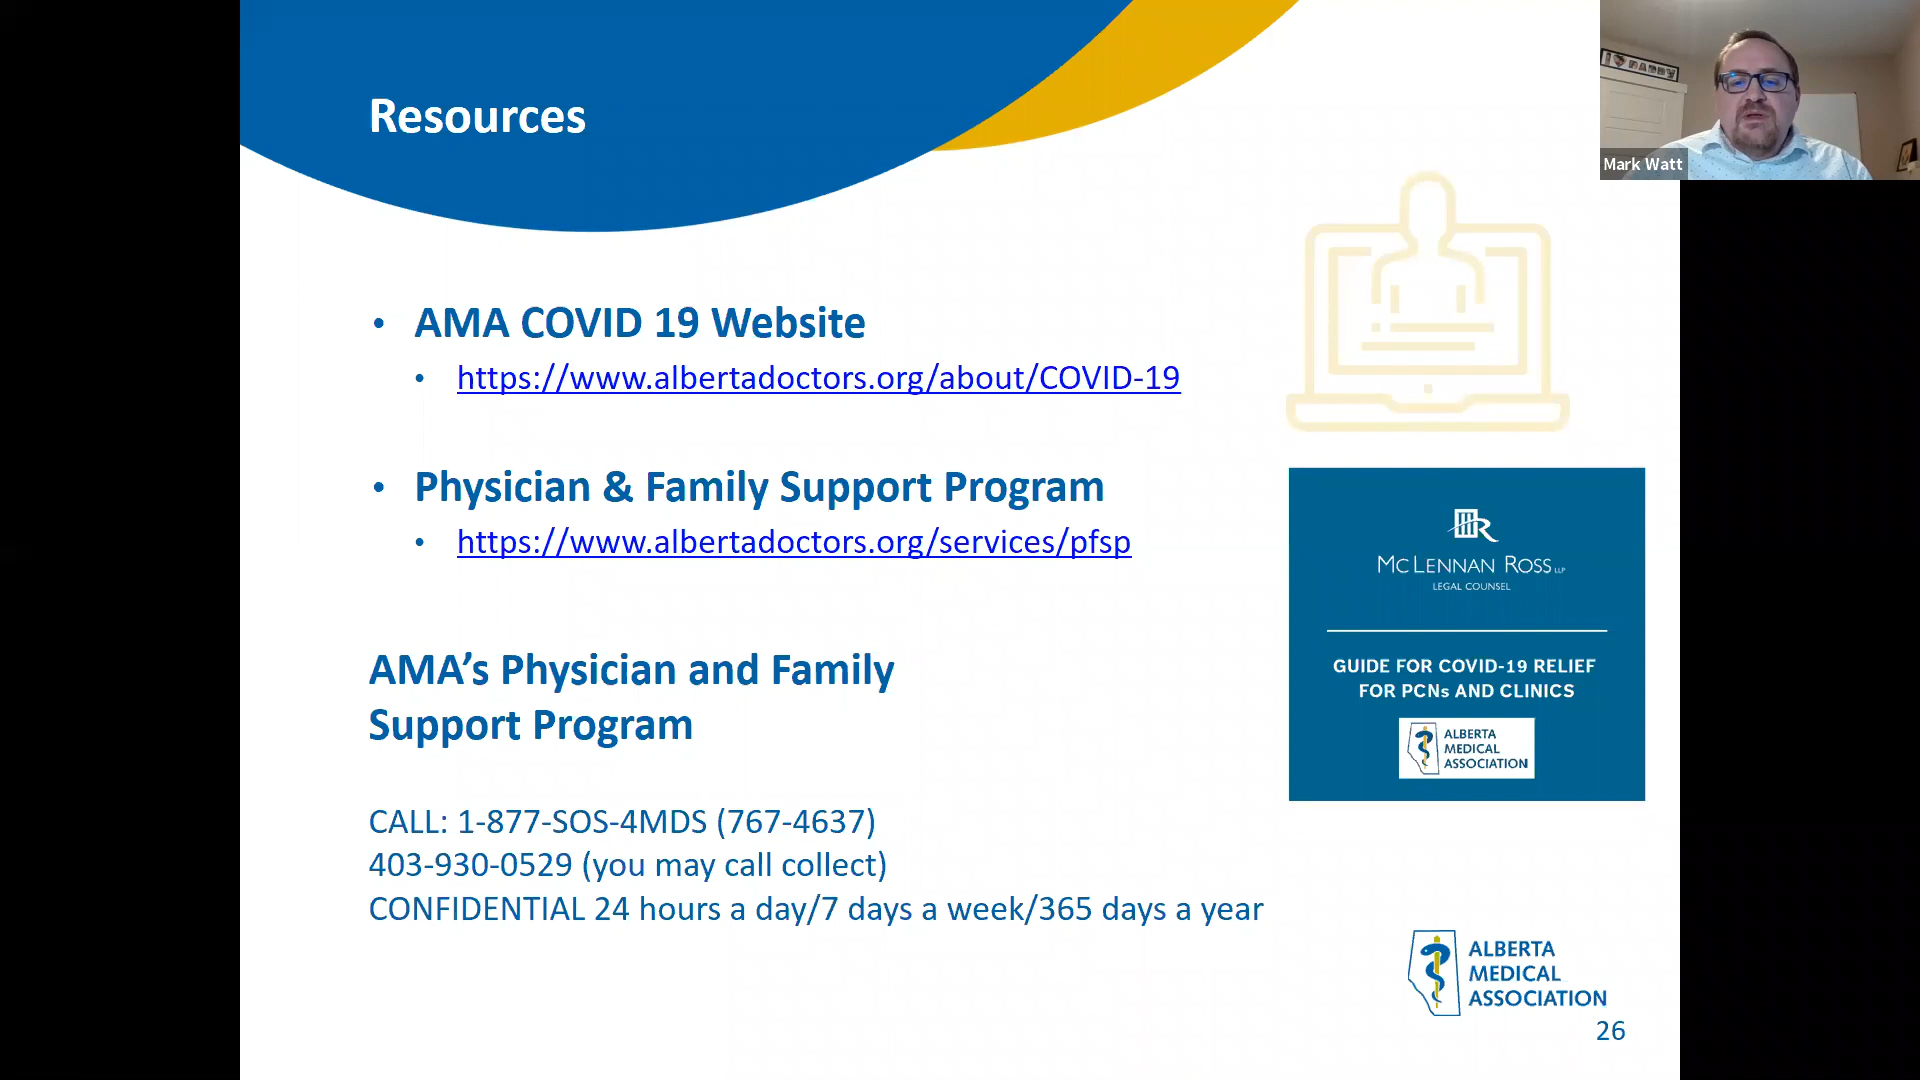 Resources
I ♥ DADDY
Mark Watt
• AMA COVID 19 Website
• https://www.albertadoctors.org/about/COVID-19
• Physician & Family Support Program
• https://www.albertadoctors.org/services/pfsp
McLENNAN ROSS LLP
LEGAL COUNSEL
GUIDE FOR COVID-19 RELIEF
FOR PCNs AND CLINICS
ALBERTA
MEDICAL
ASSOCIATION
AMA’s Physician and Family
Support Program
CALL: 1-877-SOS-4MDS (767-4637)
403-930-0529 (you may call collect)
CONFIDENTIAL 24 hours a day/7 days a week/365 days a year
ALBERTA
MEDICAL
ASSOCIATION
26